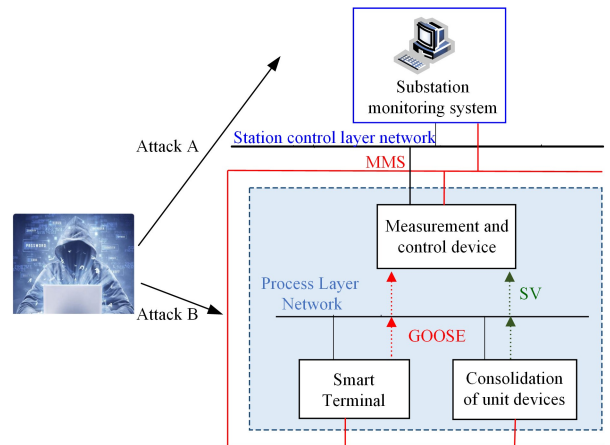 Substation
monitoring system
Station control layer network
Attack A
MMS
Measurement and
control device
PASSWORD
Process Layer
Network
SV
Attack B
GOOSE
Smart
Terminal
Consolidation
of unit devices